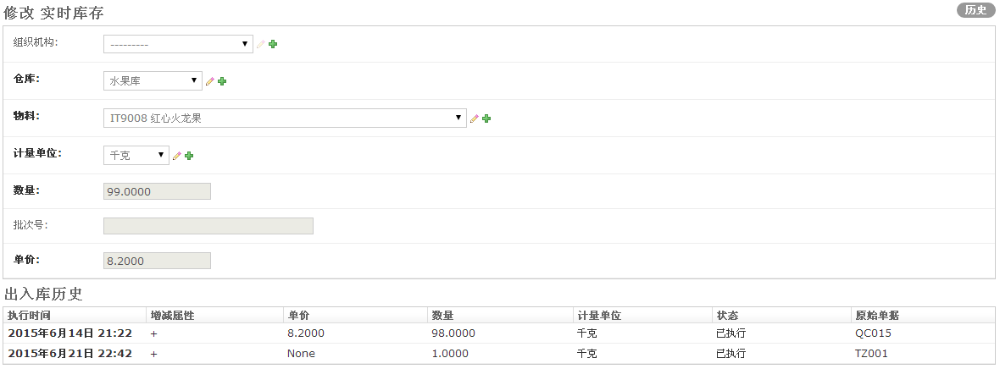 修改 实时库存
历史
组织机构: ---------
仓库: 水果库
物料: IT9008 红心火龙果
计量单位: 千克
数量: 99.0000
批次号:
单价: 8.2000
出入库历史
执行时间 增减属性 单价 数量 计量单位 状态 原始单据
2015年6月14日 21:22 + 8.2000 98.0000 千克 已执行 QC015
2015年6月21日 22:42 + None 1.0000 千克 已执行 TZ001